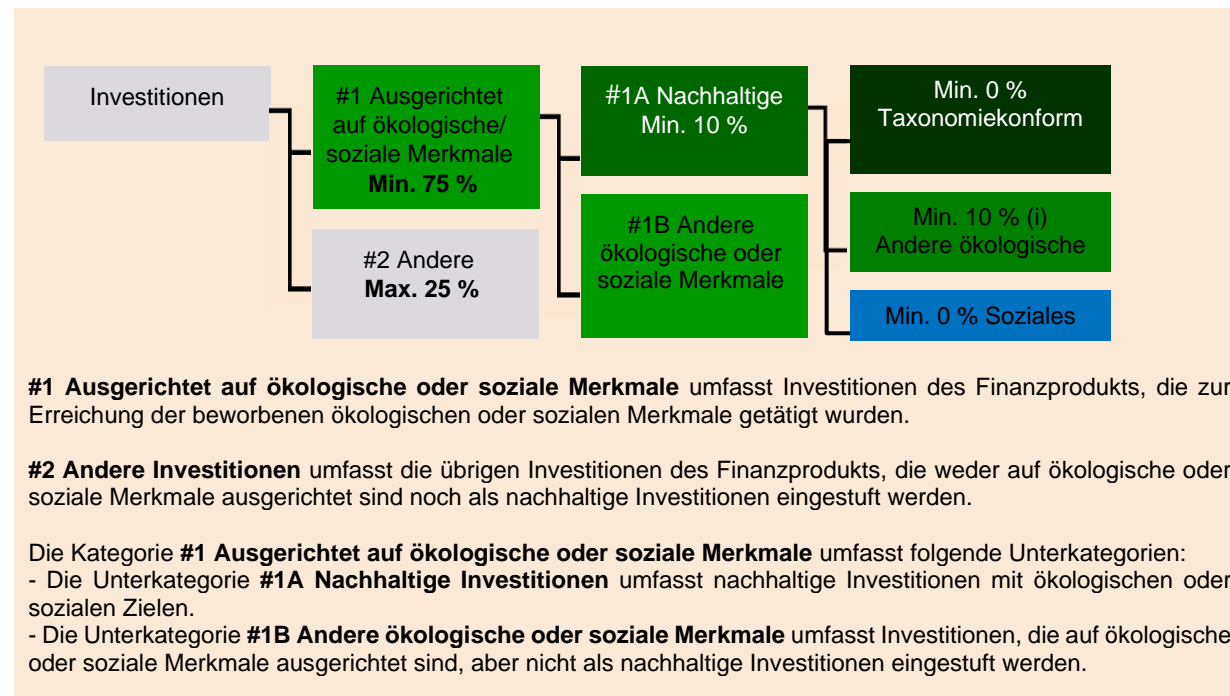 Investitionen
#1 Ausgerichtet
auf ökologische/
soziale Merkmale
Min. 75 %
#2 Andere
Max. 25 %
#1A Nachhaltige
Min. 10 %
#1B Andere
ökologische oder
soziale Merkmale
Min. 0 %
Taxonomiekonform
Min. 10 % (i)
Andere ökologische
Min. 0 % Soziales
#1 Ausgerichtet auf ökologische oder soziale Merkmale umfasst Investitionen des Finanzprodukts, die zur
Erreichung der beworbenen ökologischen oder sozialen Merkmale getätigt wurden.
#2 Andere Investitionen umfasst die übrigen Investitionen des Finanzprodukts, die weder auf ökologische oder
soziale Merkmale ausgerichtet sind noch als nachhaltige Investitionen eingestuft werden.
Die Kategorie #1 Ausgerichtet auf ökologische oder soziale Merkmale umfasst folgende Unterkategorien:
- Die Unterkategorie #1A Nachhaltige Investitionen umfasst nachhaltige Investitionen mit ökologischen oder
sozialen Zielen.
- Die Unterkategorie #1B Andere ökologische oder soziale Merkmale umfasst Investitionen, die auf ökologische
oder soziale Merkmale ausgerichtet sind, aber nicht als nachhaltige Investitionen eingestuft werden.